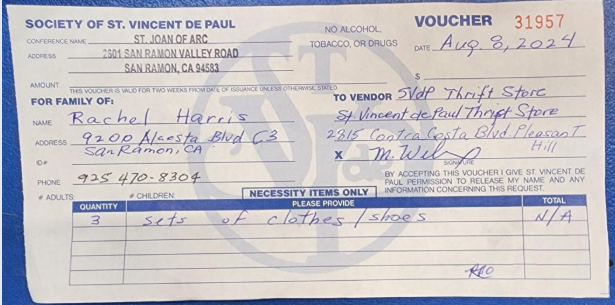 SOCIETY OF ST. VINCENT DE PAUL
NO ALCOHOL,
TOBACCO, OR DRUGS
VOUCHER 31957
CONFERENCE NAME ST. JOAN OF ARC
DATE Aug. 8, 2024
ADDRESS 2601 SAN RAMON VALLEY ROAD
SAN RAMON, CA 94583
AMOUNT $
THIS VOUCHER IS VALID FOR TWO WEEKS FROM DATE OF ISSUANCE UNLESS OTHERWISE STATED
FOR FAMILY OF:
TO VENDOR SVdP Thrift Store
NAME Rachel Harris
St. Vincent de Paul Thrift Store
ADDRESS 9200 Alcosta Blvd C3
2815 Contra Costa Blvd Pleasant
San Ramon, CA
Hill
ID#
X M.
SIGNATURE
PHONE 925 470-8304
BY ACCEPTING THIS VOUCHER I GIVE ST. VINCENT DE
PAUL PERMISSION TO RELEASE MY NAME AND ANY
INFORMATION CONCERNING THIS REQUEST.
# ADULTS: # CHILDREN:
NECESSITY ITEMS ONLY
QUANTITY PLEASE PROVIDE TOTAL
3 sets of clothes / shoes N/A